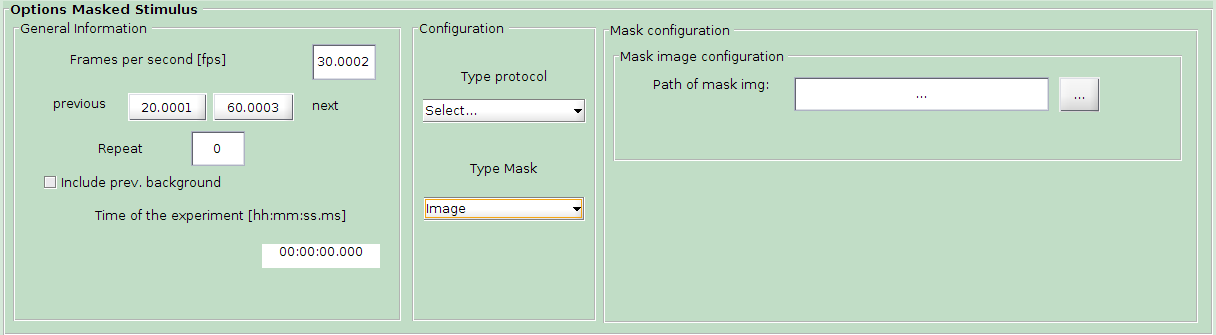 Options Masked Stimulus
General Information
Frames per second [fps]
30.0002
previous
20.0001
60.0003
next
Repeat
0
Include prev. background
Time of the experiment [hh:mm:ss.ms]
00:00:00.000
Configuration
Type protocol
Select...
Type Mask
Image
Mask configuration
Mask image configuration
Path of mask img:
...
...